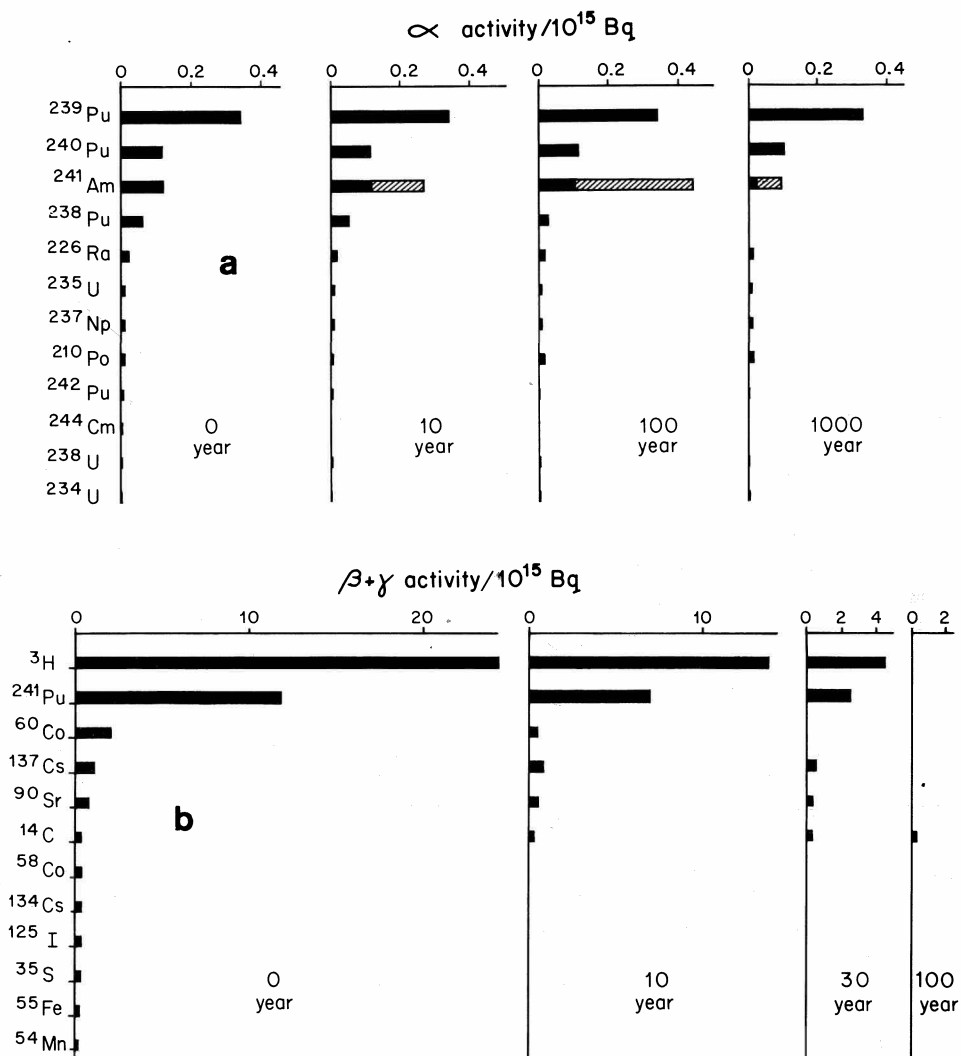 ∝ activity/10¹⁵ Bq
0 0.2 0.4 0 0.2 0.4 0 0.2 0.4 0 0.2 0.4
²³⁹Pu
²⁴⁰Pu
²⁴¹Am
²³⁸Pu
²²⁶Ra
a
²³⁵U
²³⁷Np
²¹⁰Po
²⁴²Pu
²⁴⁴Cm
0 year
10 year
100 year
1000 year
²³⁸U
²³⁴U
β+γ activity/10¹⁵ Bq
0 10 20 0 10 0 2 4 0 2
³H
²⁴¹Pu
⁶⁰Co
¹³⁷Cs
⁹⁰Sr
b
¹⁴C
⁵⁸Co
¹³⁴Cs
¹²⁵I
³⁵S
0 year
10 year
30 year
100 year
⁵⁵Fe
⁵⁴Mn